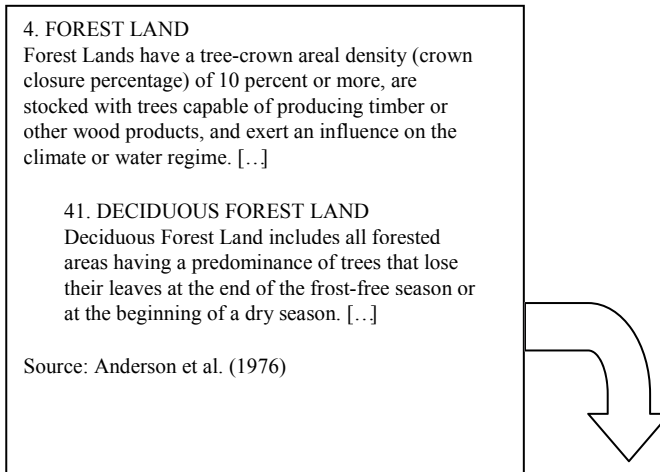 4. FOREST LAND
Forest Lands have a tree-crown areal density (crown
closure percentage) of 10 percent or more, are
stocked with trees capable of producing timber or
other wood products, and exert an influence on the
climate or water regime. […]
41. DECIDUOUS FOREST LAND
Deciduous Forest Land includes all forested
areas having a predominance of trees that lose
their leaves at the end of the frost-free season or
at the beginning of a dry season. […]
Source: Anderson et al. (1976)